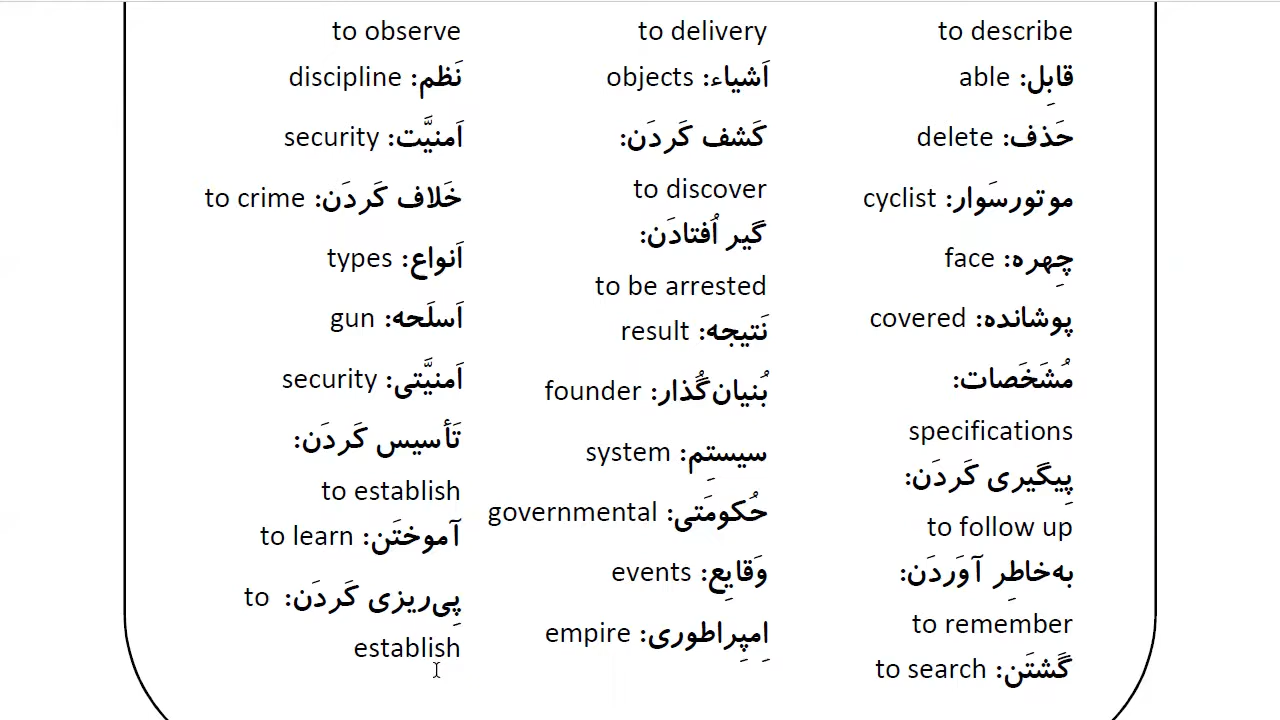 to describe
قابِل: able
حَذف: delete
موتورسَوار: cyclist
چِهره: face
پوشانده: covered
مُشَخَصات:
specifications
پِیگیری کَردَن:
to follow up
به‌خاطِر آوَردَن:
to remember
گَشتَن: to search
to delivery
اَشیاء: objects
کَشف کَردَن:
to discover
گیر اُفتادَن:
to be arrested
نَتیجه: result
بُنیان‌گُذار: founder
سیستِم: system
حُکومَتی: governmental
وَقایِع: events
اِمپِراطوری: empire
to observe
نَظم: discipline
اَمنیَّت: security
خَلاف کَردَن: to crime
اَنواع: types
اَسلَحه: gun
اَمنیَّتی: security
تَأسیس کَردَن:
to establish
آموختَن: to learn
پِی‌ریزی کَردَن: to
establish